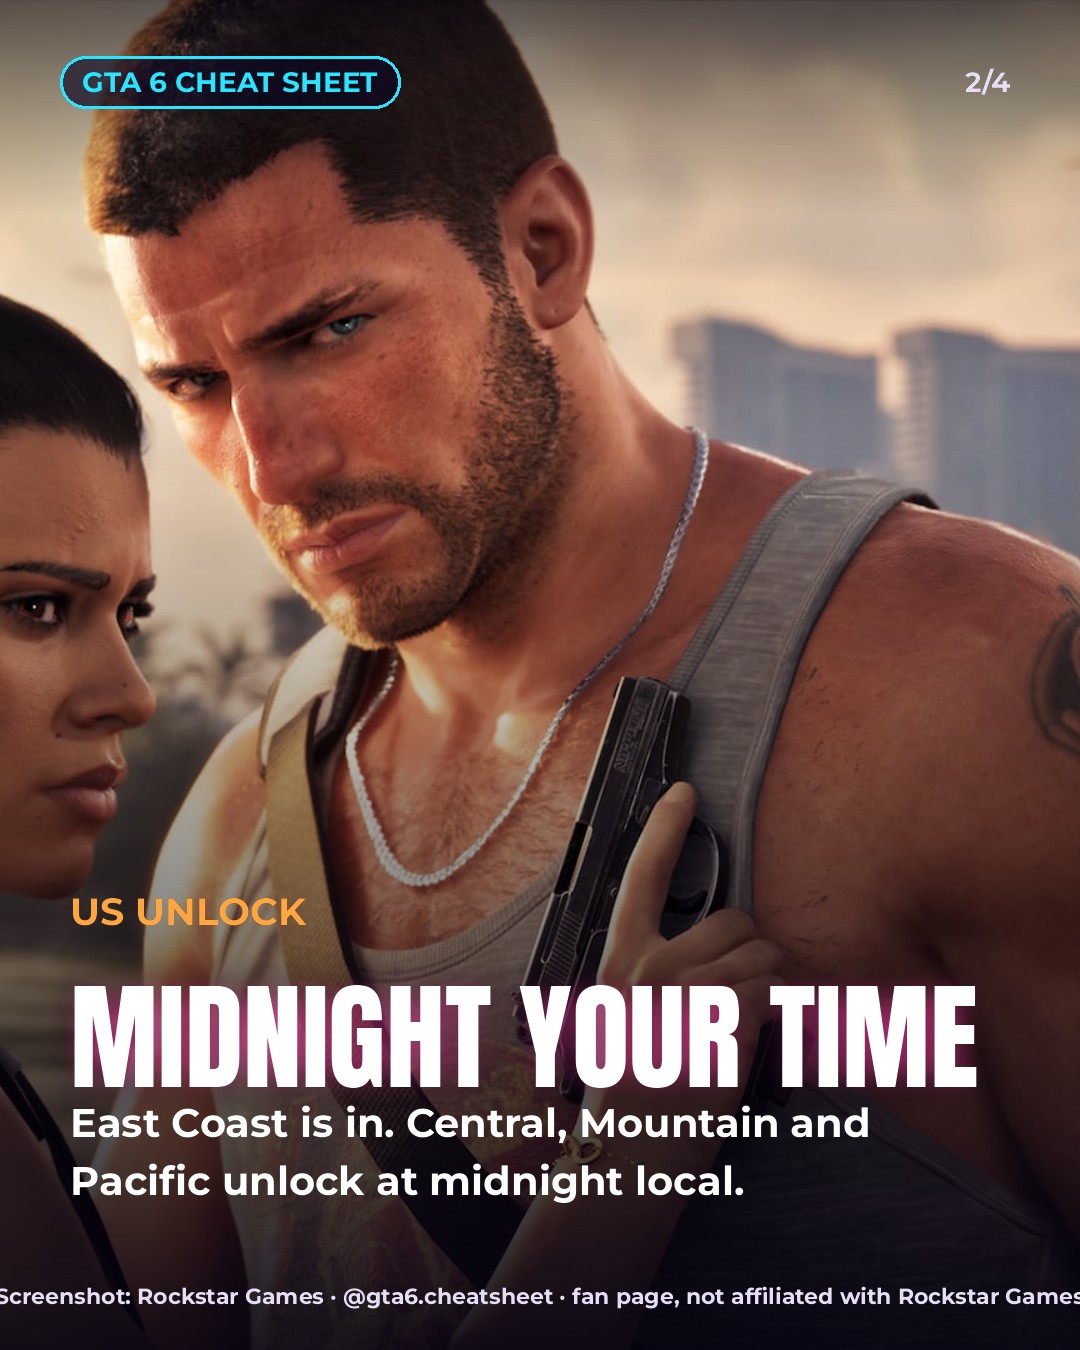 GTA 6 CHEAT SHEET
2/4
US UNLOCK
MIDNIGHT YOUR TIME
East Coast is in. Central, Mountain and
Pacific unlock at midnight local.
Screenshot: Rockstar Games · @gta6.cheatsheet · fan page, not affiliated with Rockstar Games